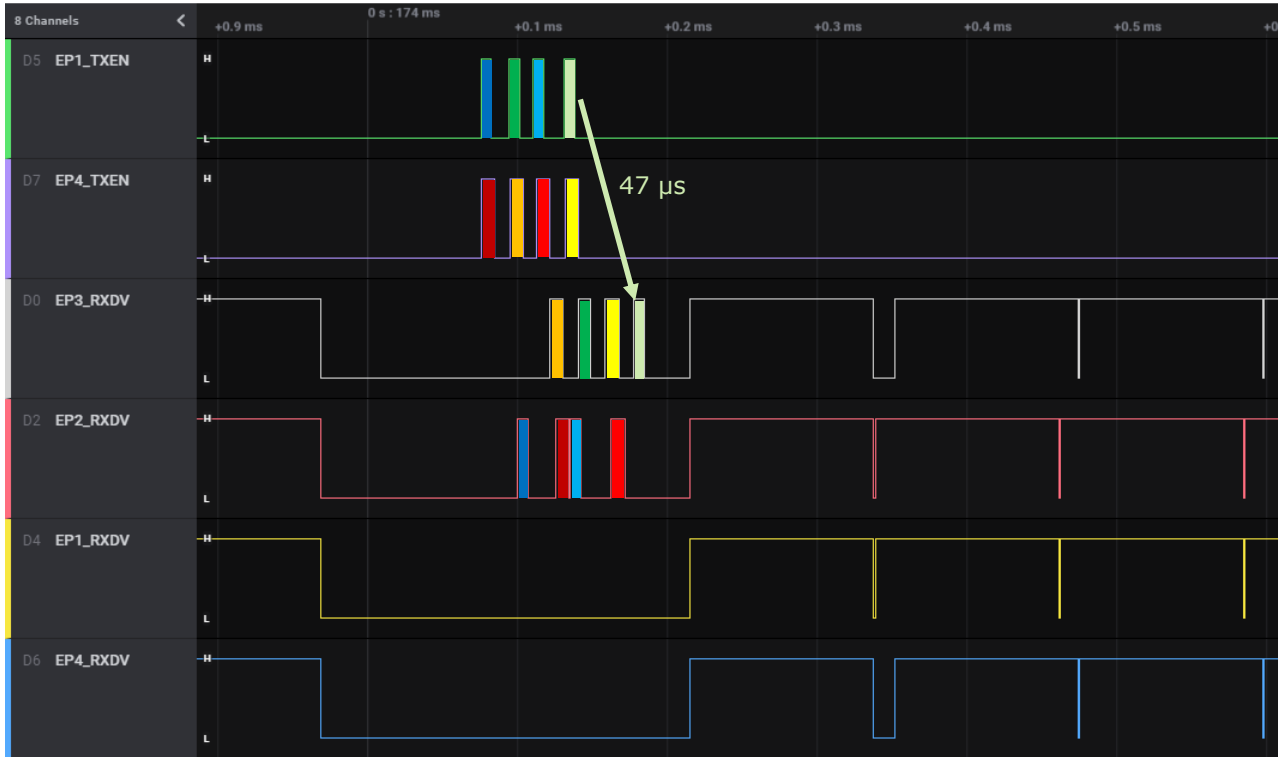 8 Channels
0 s : 174 ms
+0.9 ms +0.1 ms +0.2 ms +0.3 ms +0.4 ms +0.5 ms +0
D5 EP1_TXEN
H
L
D7 EP4_TXEN
H
47 μs
L
D0 EP3_RXDV
H
L
D2 EP2_RXDV
H
L
D4 EP1_RXDV
H
L
D6 EP4_RXDV
H
L